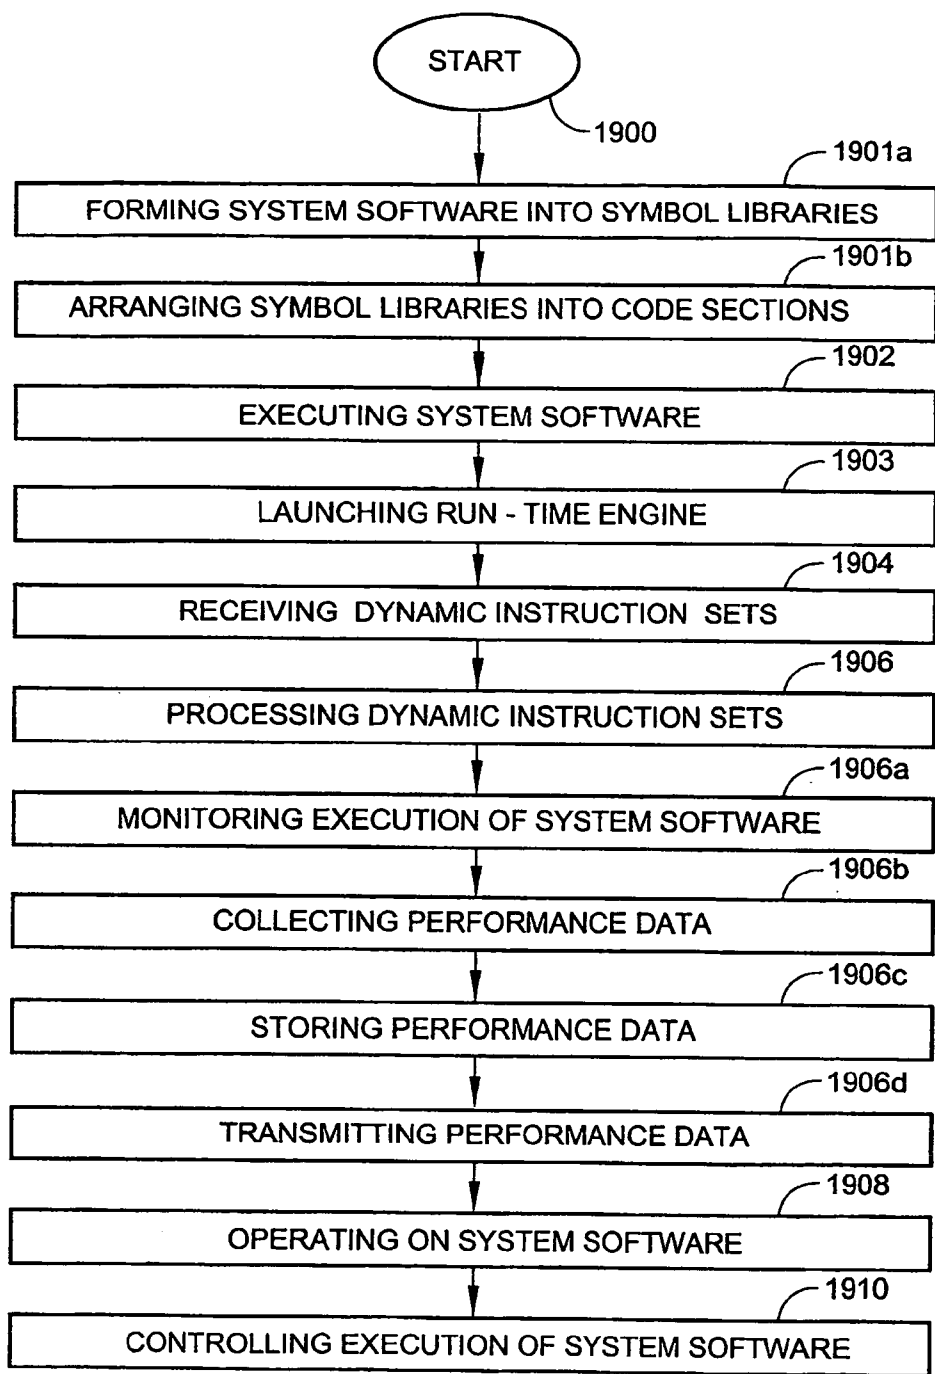 START
1900
1901a
FORMING SYSTEM SOFTWARE INTO SYMBOL LIBRARIES
1901b
ARRANGING SYMBOL LIBRARIES INTO CODE SECTIONS
1902
EXECUTING SYSTEM SOFTWARE
1903
LAUNCHING RUN - TIME ENGINE
1904
RECEIVING DYNAMIC INSTRUCTION SETS
1906
PROCESSING DYNAMIC INSTRUCTION SETS
1906a
MONITORING EXECUTION OF SYSTEM SOFTWARE
1906b
COLLECTING PERFORMANCE DATA
1906c
STORING PERFORMANCE DATA
1906d
TRANSMITTING PERFORMANCE DATA
1908
OPERATING ON SYSTEM SOFTWARE
1910
CONTROLLING EXECUTION OF SYSTEM SOFTWARE